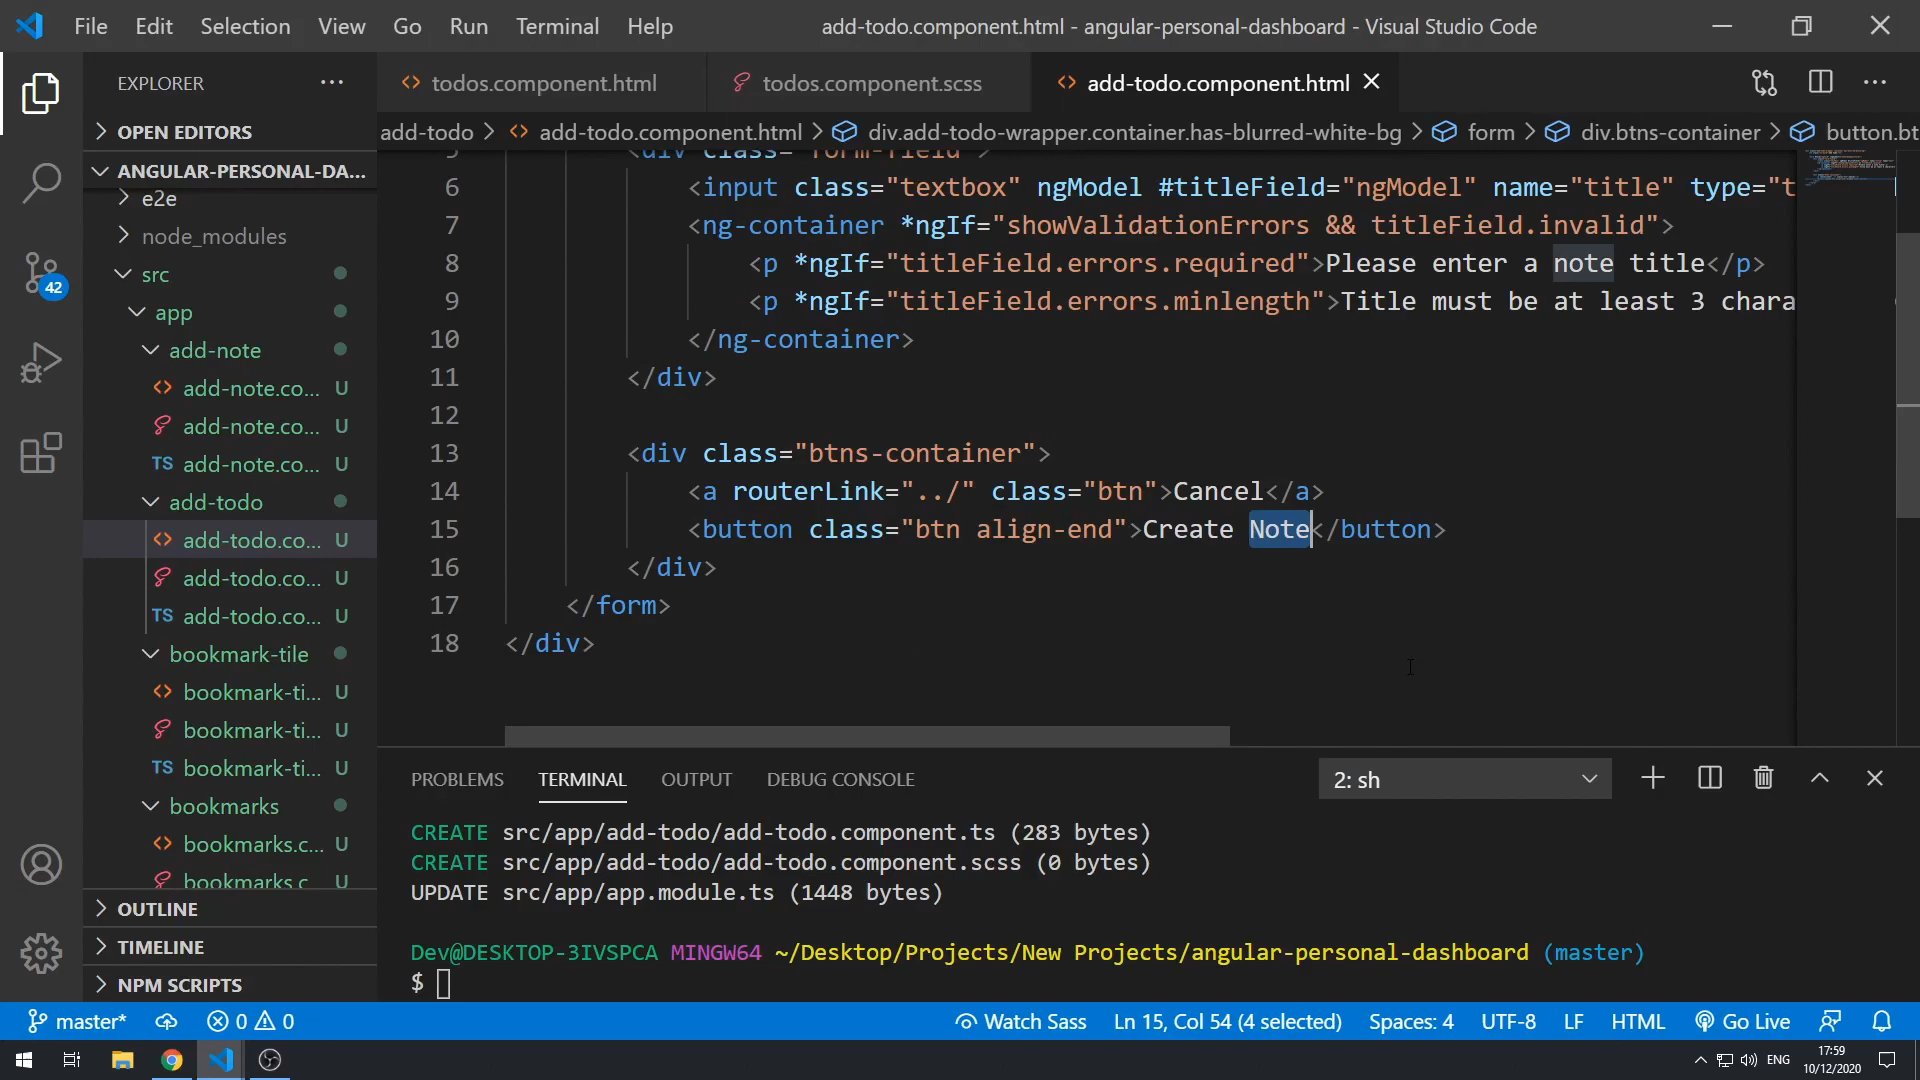 File Edit Selection View Go Run Terminal Help
add-todo.component.html - angular-personal-dashboard - Visual Studio Code
EXPLORER
todos.component.html
todos.component.scss
add-todo.component.html
OPEN EDITORS
add-todo > add-todo.component.html > div.add-todo-wrapper.container.has-blurred-white-bg > form > div.btns-container > button.bt
ANGULAR-PERSONAL-DA...
e2e
node_modules
src
app
add-note
add-note.co... U
add-note.co... U
TS add-note.co... U
add-todo
add-todo.co... U
add-todo.co... U
TS add-todo.co... U
bookmark-tile
bookmark-ti... U
bookmark-ti... U
TS bookmark-ti... U
bookmarks
bookmarks.c... U
bookmarks.c U
OUTLINE
TIMELINE
NPM SCRIPTS
42
5 <div class="form-field">
6 <input class="textbox" ngModel #titleField="ngModel" name="title" type="t
7 <ng-container *ngIf="showValidationErrors && titleField.invalid">
8 <p *ngIf="titleField.errors.required">Please enter a note title</p>
9 <p *ngIf="titleField.errors.minlength">Title must be at least 3 chara
10 </ng-container>
11 </div>
12
13 <div class="btns-container">
14 <a routerLink="../" class="btn">Cancel</a>
15 <button class="btn align-end">Create Note</button>
16 </div>
17 </form>
18 </div>
PROBLEMS TERMINAL OUTPUT DEBUG CONSOLE
2: sh
CREATE src/app/add-todo/add-todo.component.ts (283 bytes)
CREATE src/app/add-todo/add-todo.component.scss (0 bytes)
UPDATE src/app/app.module.ts (1448 bytes)
Dev@DESKTOP-3IVSPCA MINGW64 ~/Desktop/Projects/New Projects/angular-personal-dashboard (master)
$
master* 0 0 Watch Sass Ln 15, Col 54 (4 selected) Spaces: 4 UTF-8 LF HTML Go Live
ENG
17:59
10/12/2020